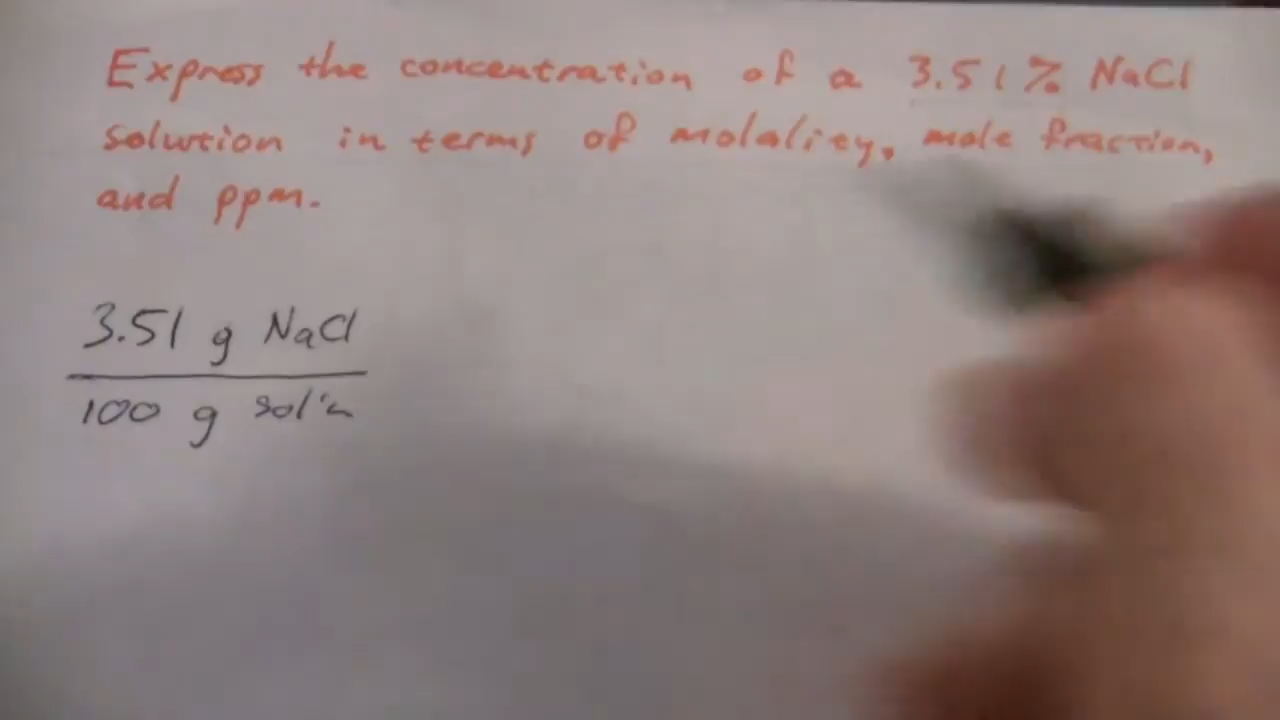 Express the concentration of a 3.51% NaCl
solution in terms of molality, mole fraction,
and ppm.
3.51 g NaCl
100 g sol'n